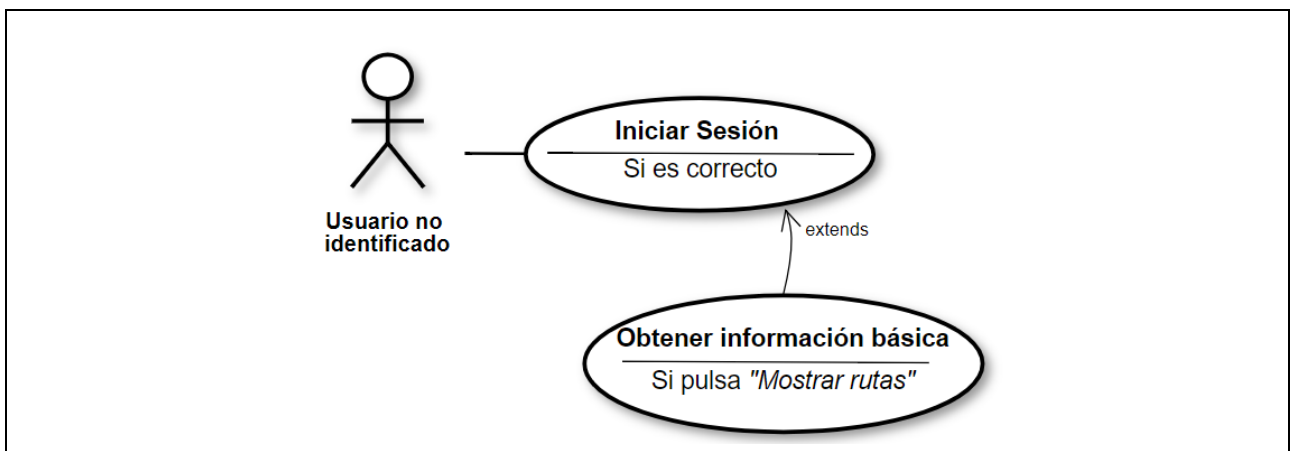 Iniciar Sesión
Si es correcto
Usuario no
identificado
extends
Obtener información básica
Si pulsa "Mostrar rutas"